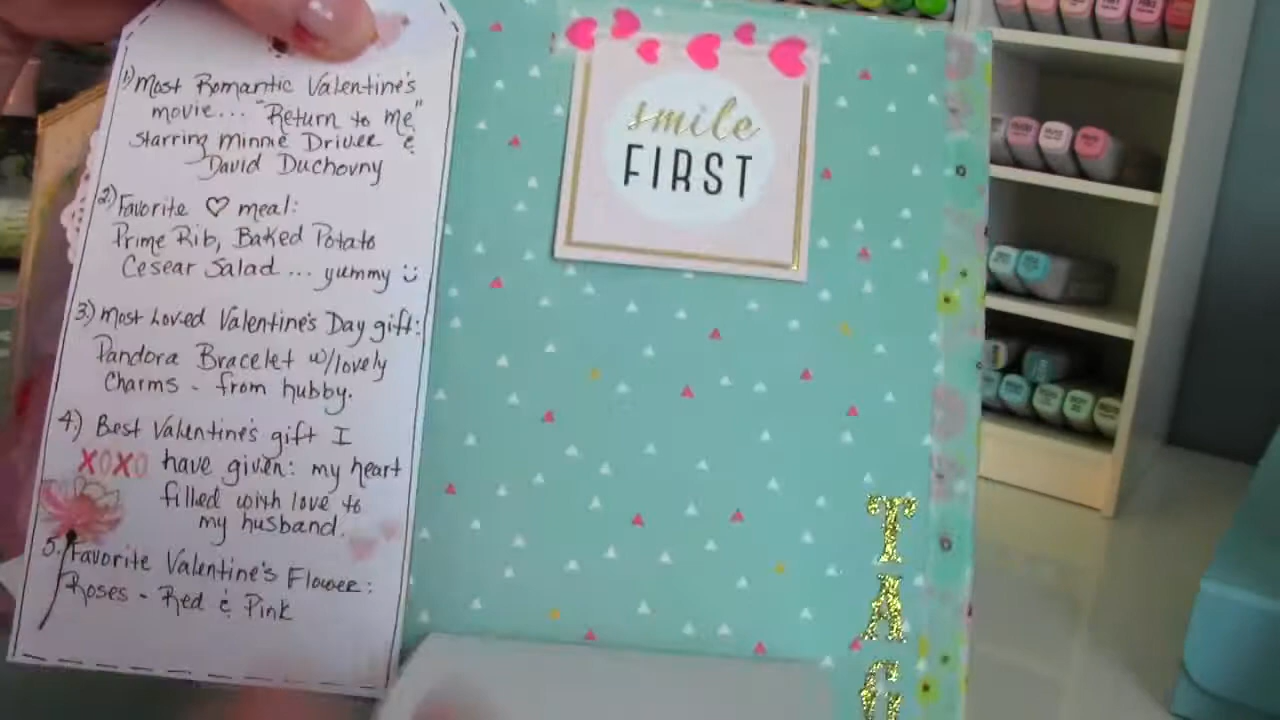 1) Most Romantic Valentine's
movie... "Return to Me"
starring Minnie Driver &
David Duchovny
2) Favorite ♡ meal:
Prime Rib, Baked Potato
Cesear Salad... yummy :)
3.) Most Loved Valentine's Day gift:
Pandora Bracelet w/lovely
Charms - from hubby.
4.) Best Valentine's gift I
XOXO have given: my heart
filled with love to
my husband.
5. Favorite Valentine's Flower:
Roses - Red & Pink
smile
FIRST
T
A
G